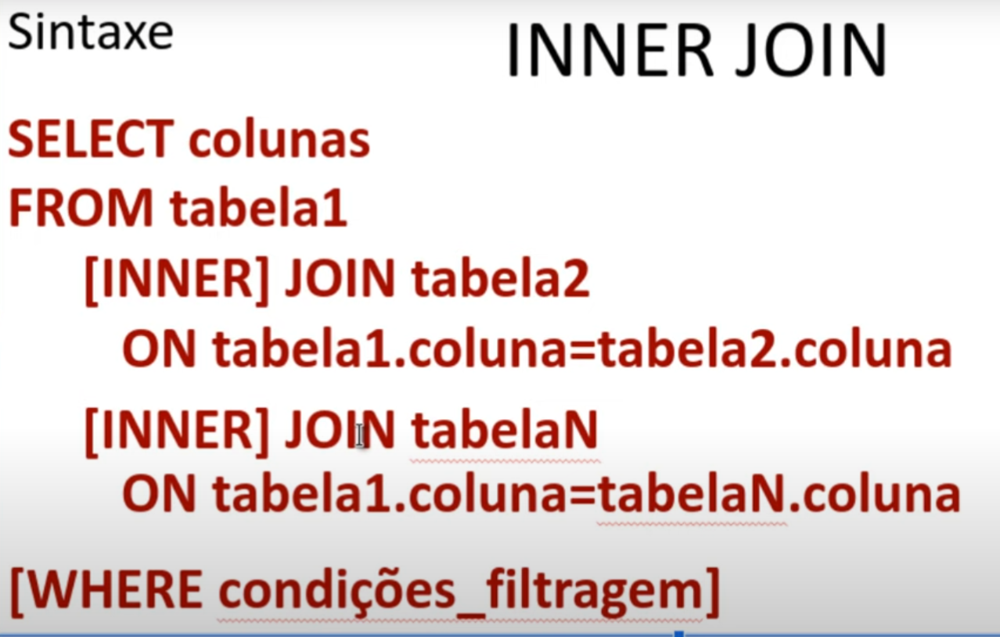 Sintaxe
INNER JOIN
SELECT colunas
FROM tabela1
[INNER] JOIN tabela2
ON tabela1.coluna=tabela2.coluna
[INNER] JOIN tabelaN
ON tabela1.coluna=tabelaN.coluna
[WHERE condições_filtragem]